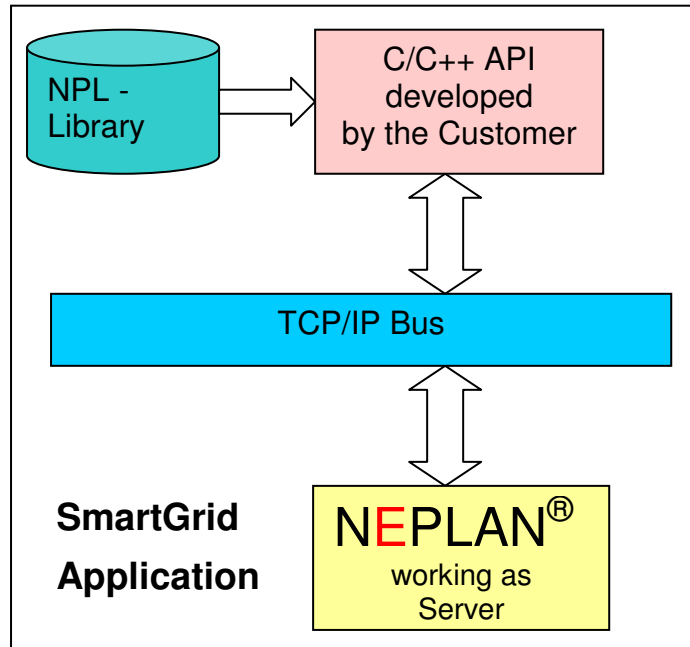 NPL -
Library
C/C++ API
developed
by the Customer
TCP/IP Bus
SmartGrid
Application
NEPLAN®
working as
Server